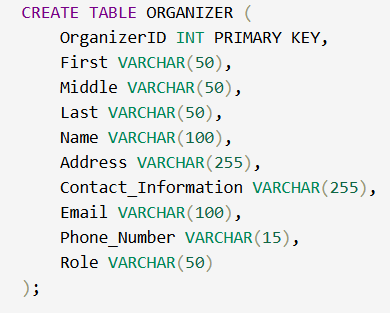 CREATE TABLE ORGANIZER (
    OrganizerID INT PRIMARY KEY,
    First VARCHAR(50),
    Middle VARCHAR(50),
    Last VARCHAR(50),
    Name VARCHAR(100),
    Address VARCHAR(255),
    Contact_Information VARCHAR(255),
    Email VARCHAR(100),
    Phone_Number VARCHAR(15),
    Role VARCHAR(50)
);